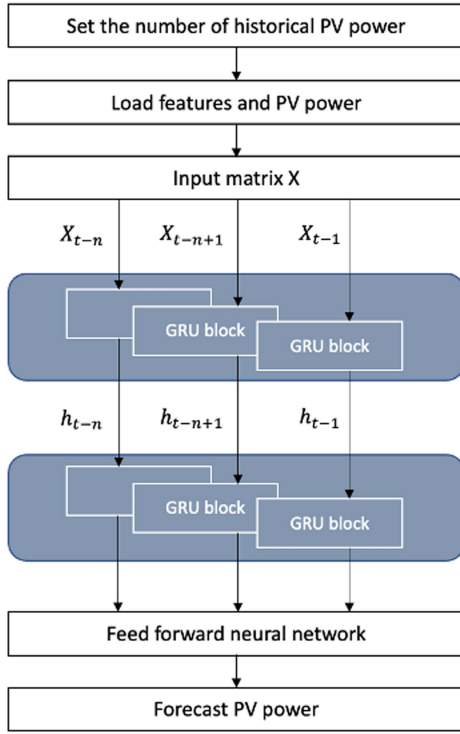 Set the number of historical PV power
Load features and PV power
Input matrix X
X_{t-n} X_{t-n+1} X_{t-1}
GRU block
GRU block
h_{t-n} h_{t-n+1} h_{t-1}
GRU block
GRU block
Feed forward neural network
Forecast PV power